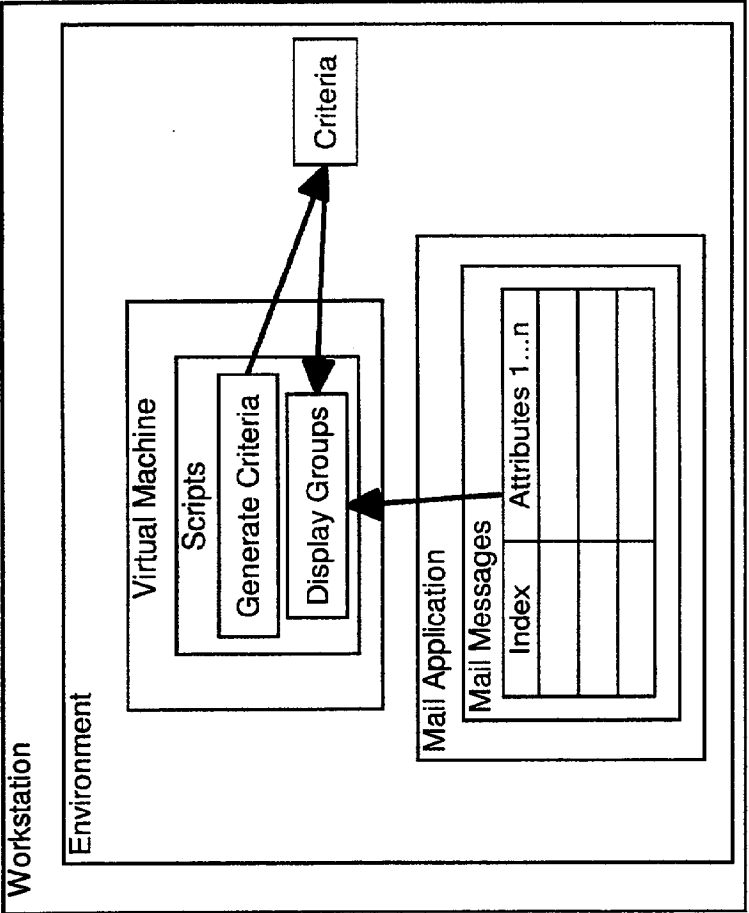 Workstation
Environment
Virtual Machine
Scripts
Generate Criteria
Display Groups
Criteria
Mail Application
Mail Messages
Index
Attributes 1...n